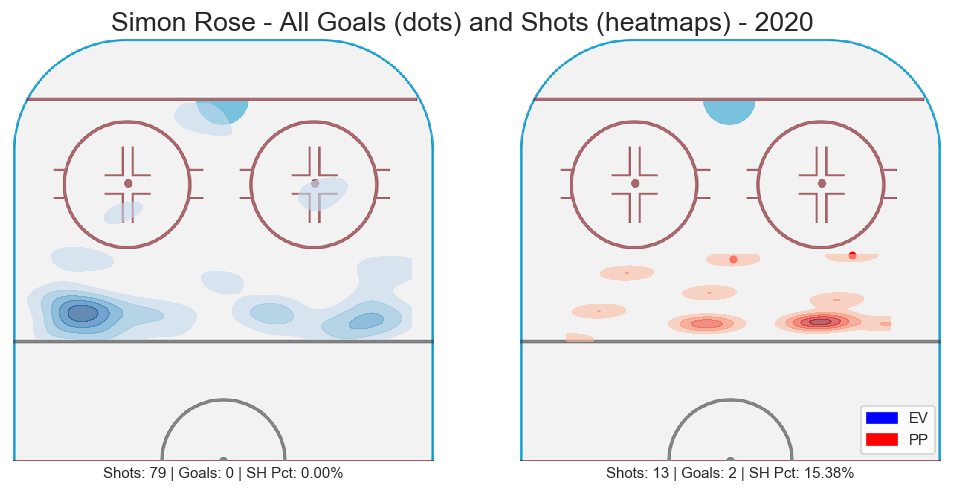 Simon Rose - All Goals (dots) and Shots (heatmaps) - 2020
EV
PP
Shots: 79 | Goals: 0 | SH Pct: 0.00%
Shots: 13 | Goals: 2 | SH Pct: 15.38%